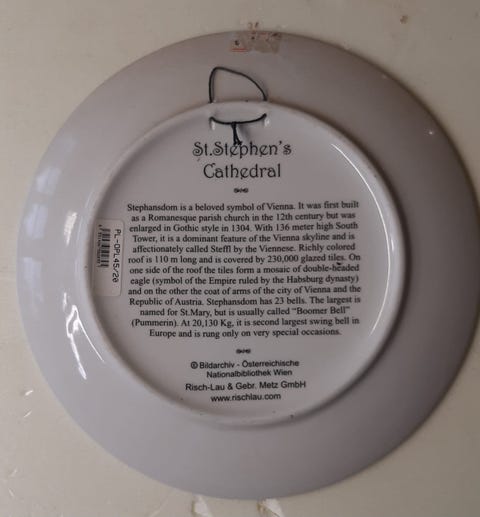 St.Stephen's
Cathedral
Stephansdom is a beloved symbol of Vienna. It was first built
as a Romanesque parish church in the 12th century but was
enlarged in Gothic style in 1304. With 136 meter high South
Tower, it is a dominant feature of the Vienna skyline and is
affectionately called Steffl by the Viennese. Richly colored
roof is 110 m long and is covered by 230,000 glazed tiles. On
one side of the roof the tiles form a mosaic of double-headed
eagle (symbol of the Empire ruled by the Habsburg dynasty)
and on the other the coat of arms of the city of Vienna and the
Republic of Austria. Stephansdom has 23 bells. The largest is
named for St.Mary, but is usually called "Boomer Bell"
(Pummerin). At 20,130 Kg, it is second largest swing bell in
Europe and is rung only on very special occasions.
© Bildarchiv - Österreichische
Nationalbibliothek Wien
Risch-Lau & Gebr. Metz GmbH
www.rischlau.com
PL-OPL45/20